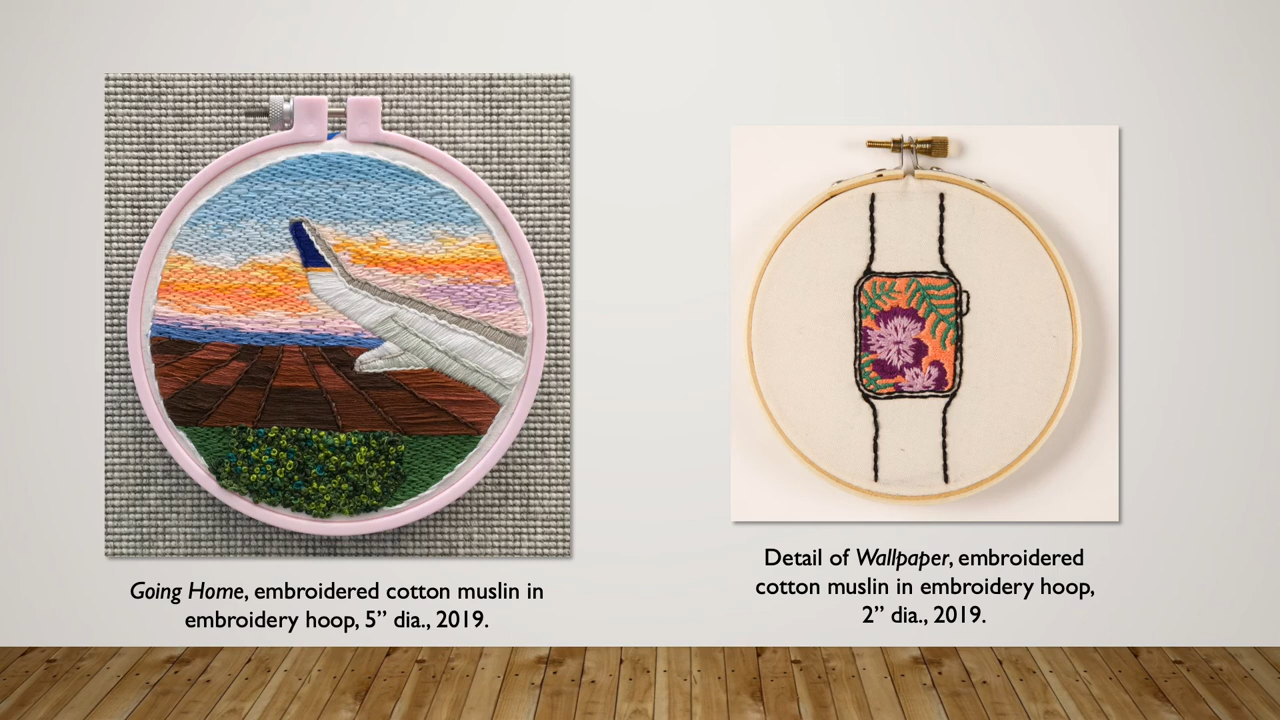 Going Home, embroidered cotton muslin in
embroidery hoop, 5” dia., 2019.
Detail of Wallpaper, embroidered
cotton muslin in embroidery hoop,
2” dia., 2019.